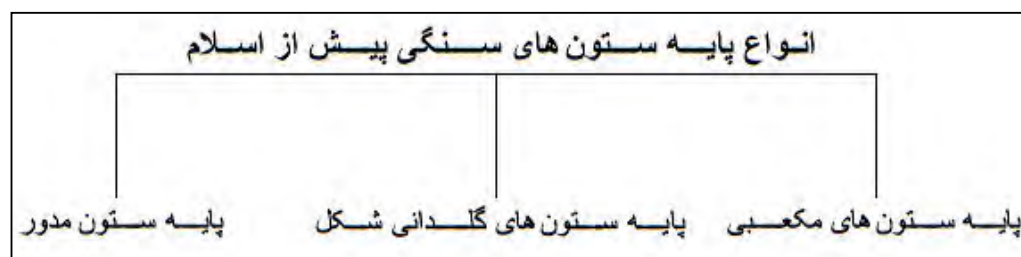 انواع پایه ستون های سنگی پیش از اسلام
پایه ستون های مکعبی
پایه ستون های گلدانی شکل
پایه ستون مدور